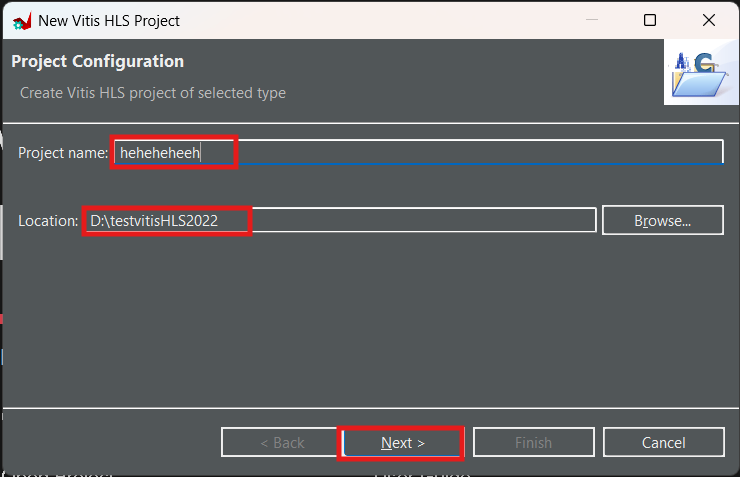 New Vitis HLS Project
Project Configuration
Create Vitis HLS project of selected type
Project name: heheheheeh
Location: D:\testvitisHLS2022 Browse...
< Back Next > Finish Cancel